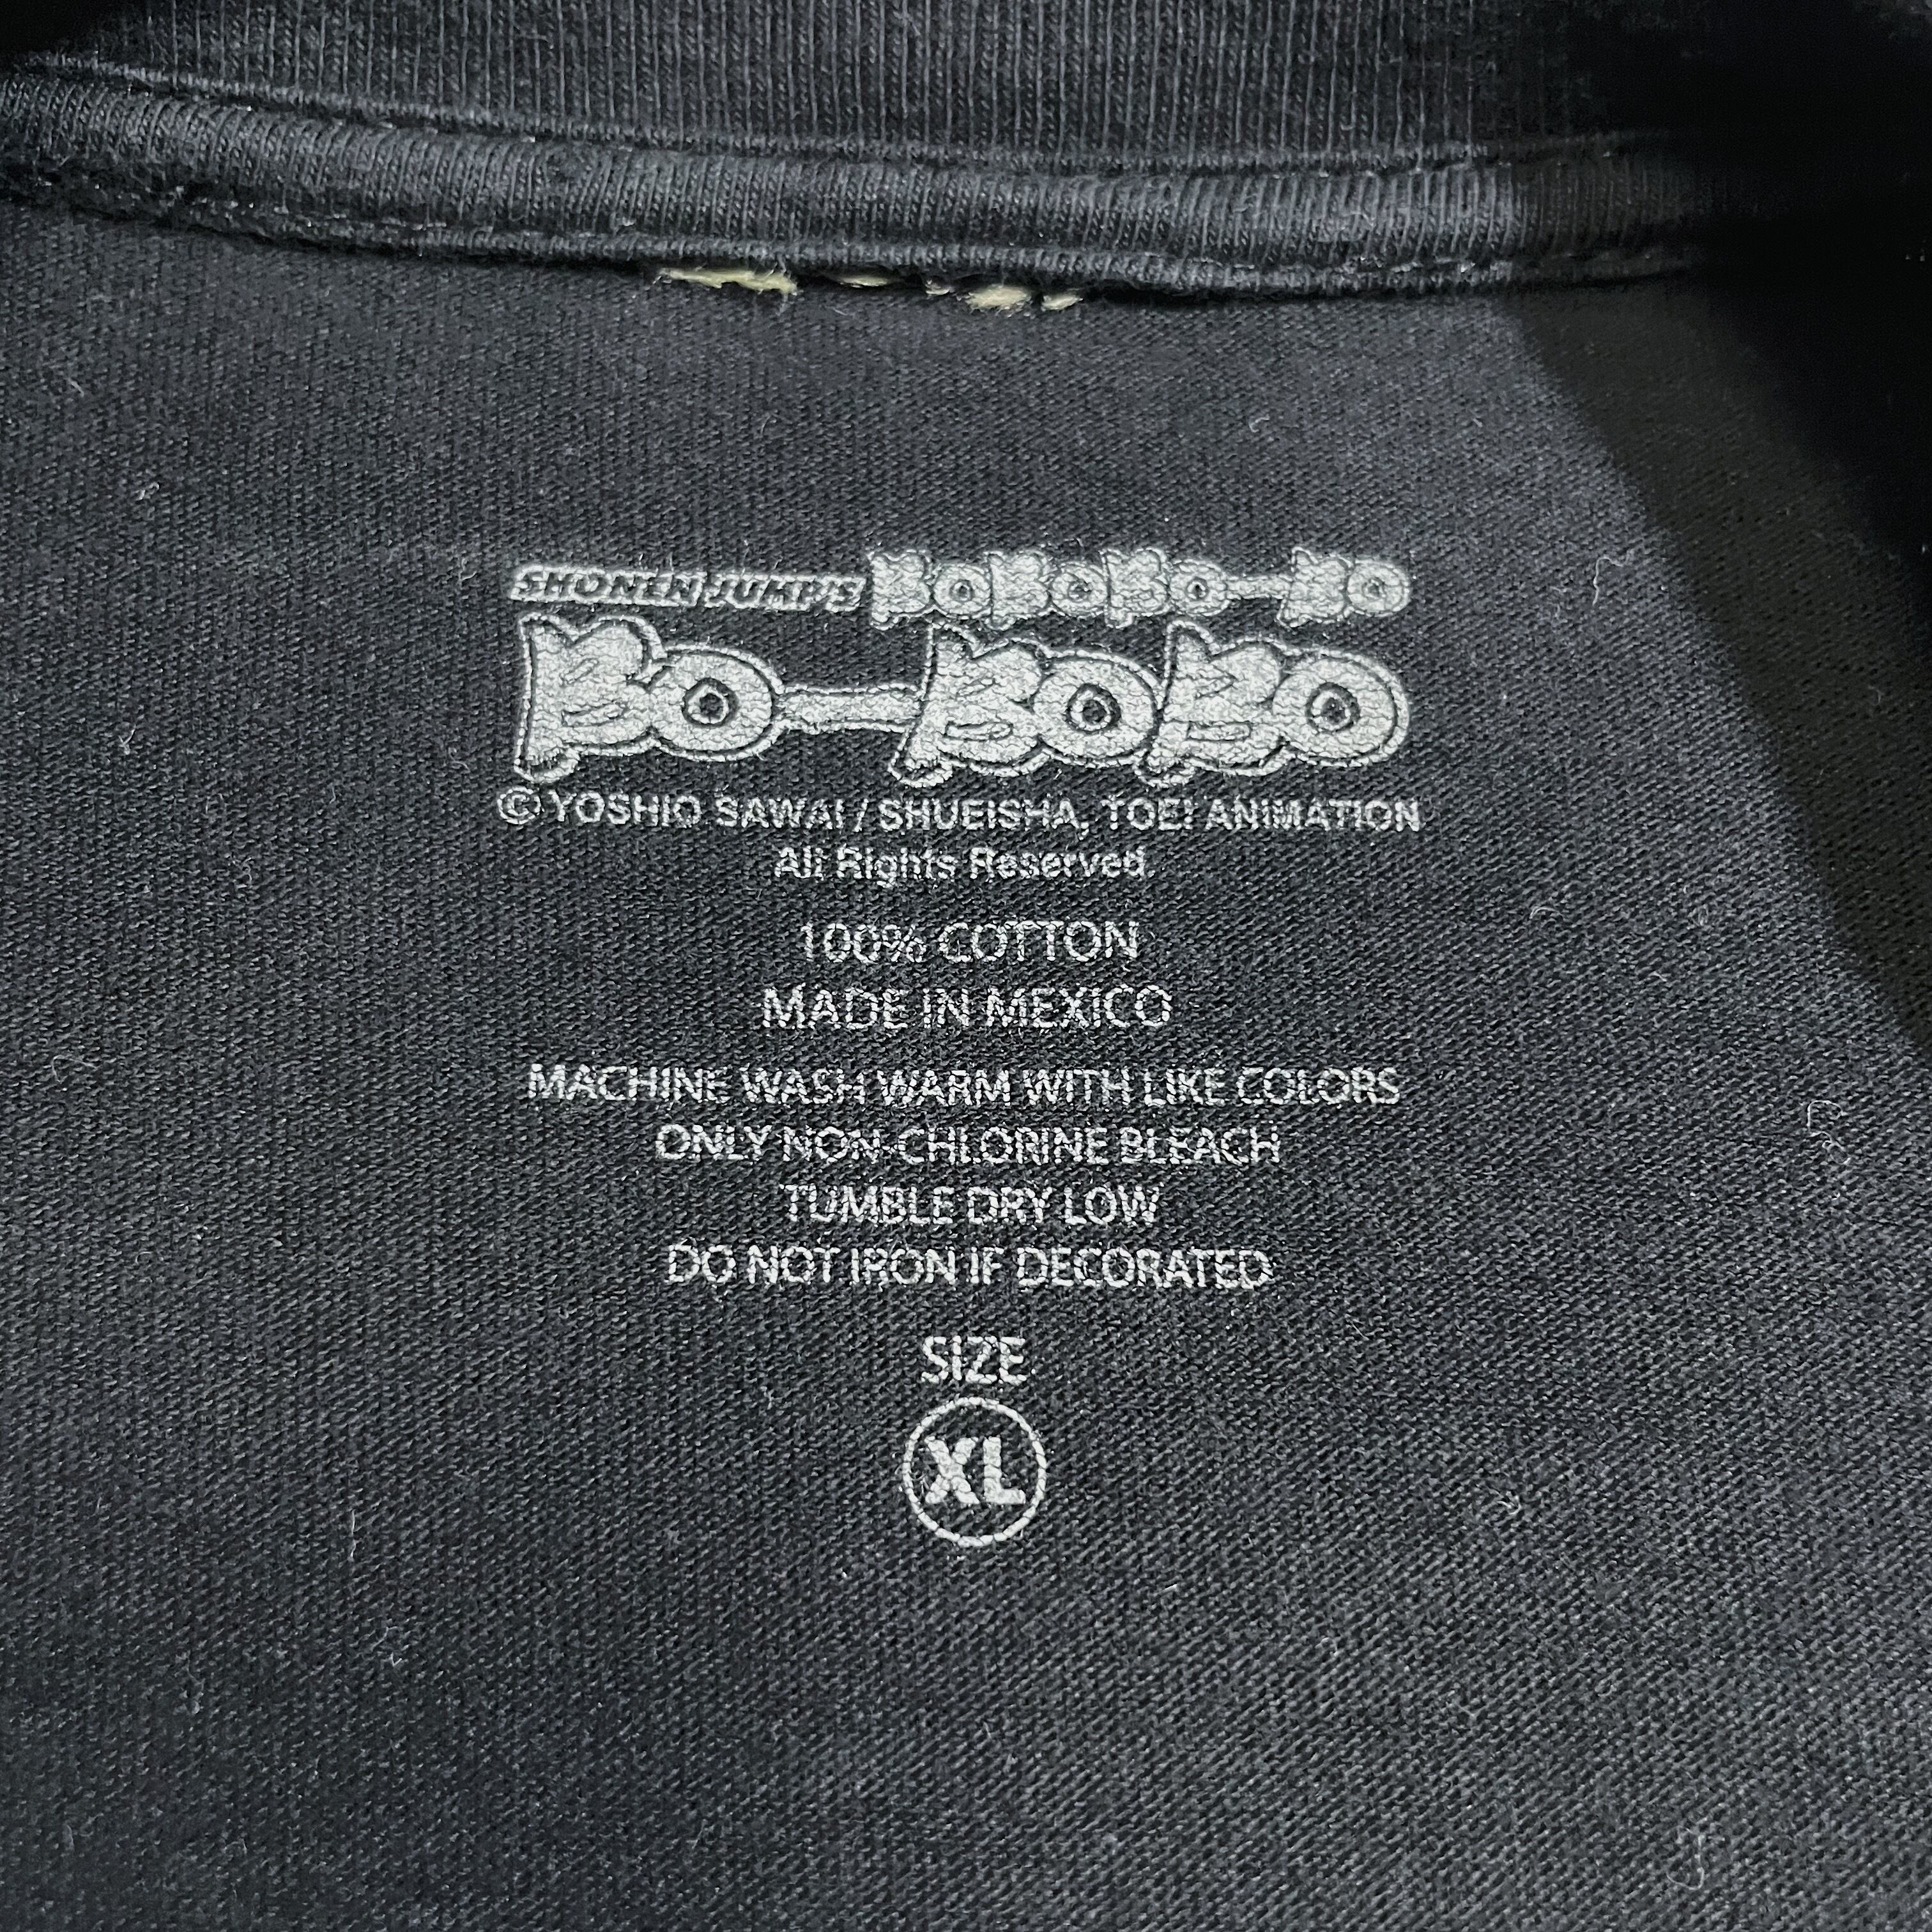 SHONEN JUMP'S BOBOBO-BO
BO-BOBO
© YOSHIO SAWAI / SHUEISHA, TOEI ANIMATION
All Rights Reserved.
100% COTTON
MADE IN MEXICO
MACHINE WASH WARM WITH LIKE COLORS
ONLY NON-CHLORINE BLEACH
TUMBLE DRY LOW
DO NOT IRON IF DECORATED
SIZE
XL